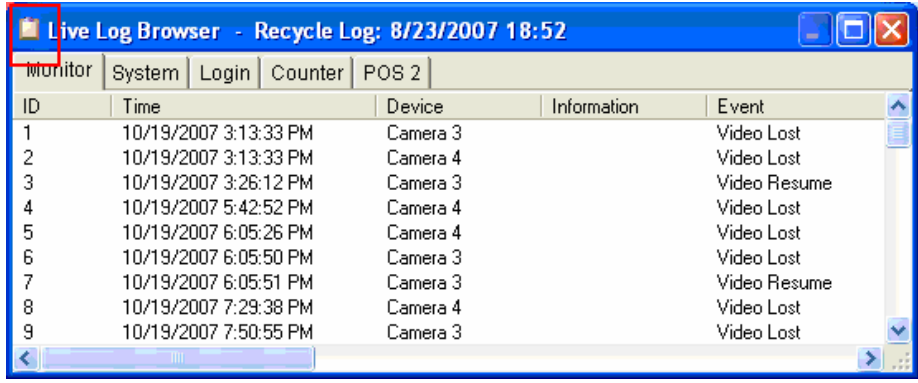 Live Log Browser - Recycle Log: 8/23/2007 18:52
Monitor System Login Counter POS 2
ID Time Device Information Event
1 10/19/2007 3:13:33 PM Camera 3 Video Lost
2 10/19/2007 3:13:33 PM Camera 4 Video Lost
3 10/19/2007 3:26:12 PM Camera 3 Video Resume
4 10/19/2007 5:42:52 PM Camera 4 Video Lost
5 10/19/2007 6:05:26 PM Camera 4 Video Lost
6 10/19/2007 6:05:50 PM Camera 3 Video Lost
7 10/19/2007 6:05:51 PM Camera 3 Video Resume
8 10/19/2007 7:29:38 PM Camera 4 Video Lost
9 10/19/2007 7:50:55 PM Camera 3 Video Lost